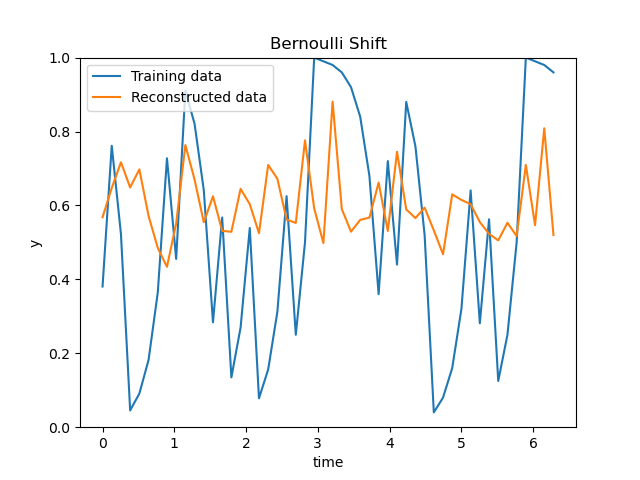 Bernoulli Shift
Training data
Reconstructed data
1.0
0.8
0.6
0.4
0.2
0.0
y
0 1 2 3 4 5 6
time